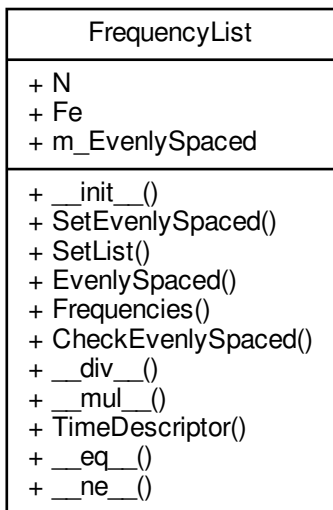 FrequencyList
+ N
+ Fe
+ m_EvenlySpaced
+ __init__()
+ SetEvenlySpaced()
+ SetList()
+ EvenlySpaced()
+ Frequencies()
+ CheckEvenlySpaced()
+ __div__()
+ __mul__()
+ TimeDescriptor()
+ __eq__()
+ __ne__()